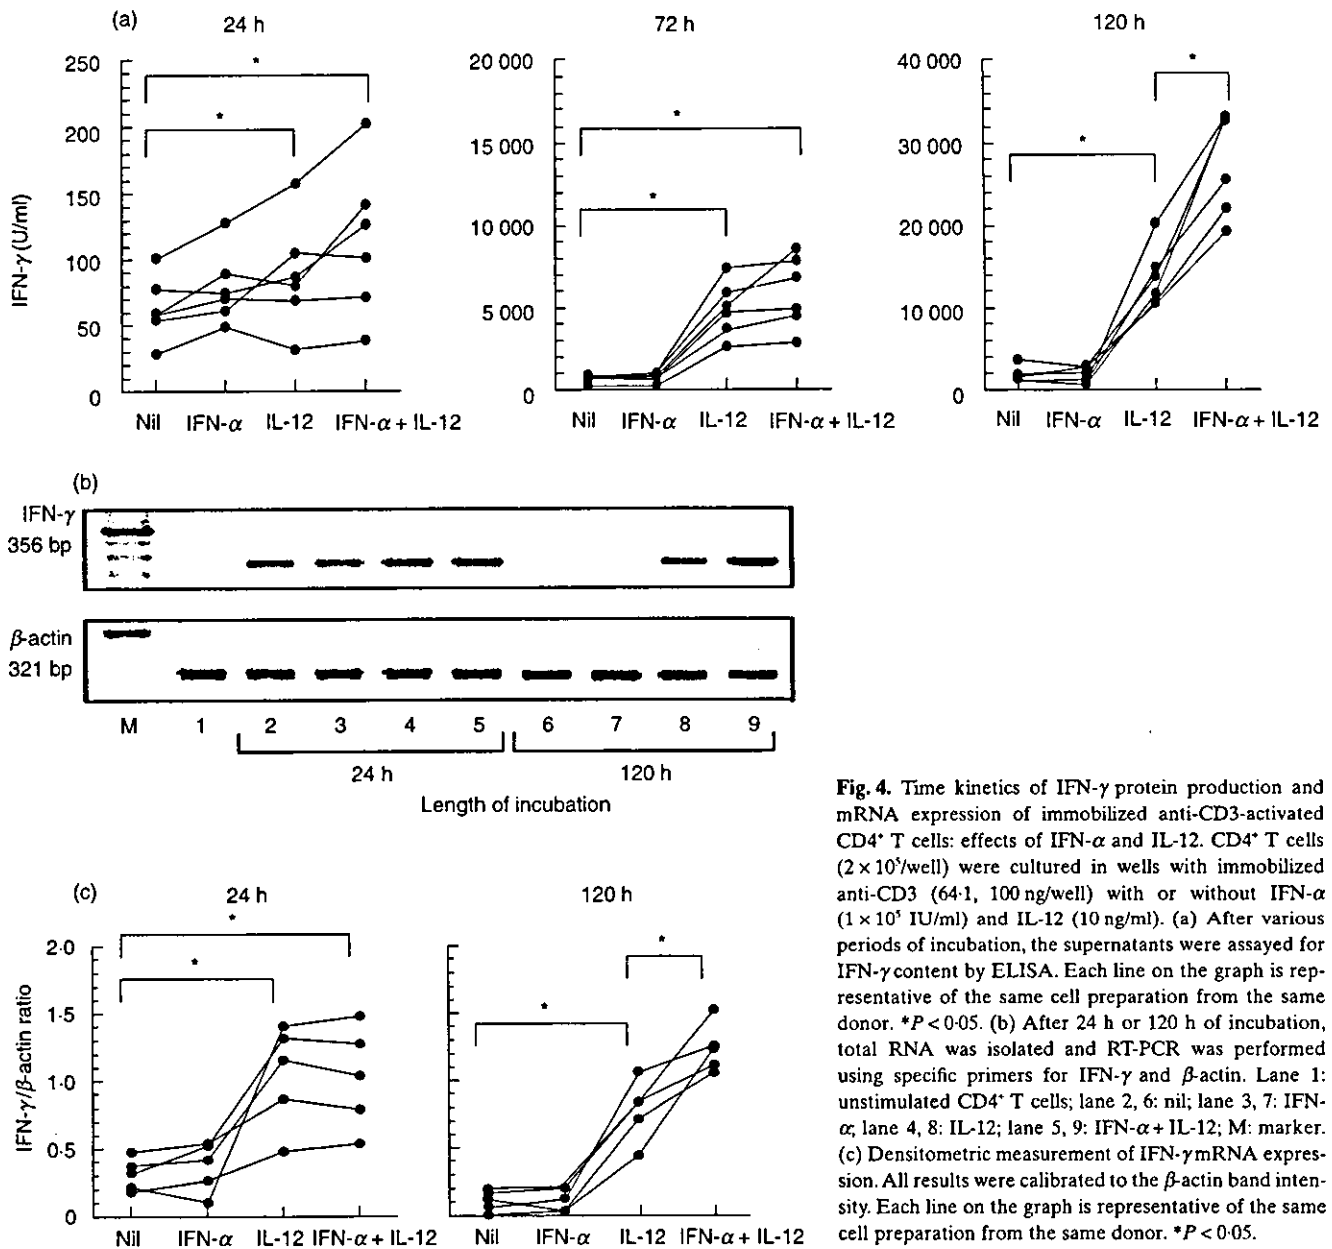 (a)
24 h
72 h
120 h
IFN-γ (U/ml)
250
200
150
100
50
0
*
*
Nil IFN-α IL-12 IFN-α + IL-12
20 000
15 000
10 000
5 000
0
*
*
Nil IFN-α IL-12 IFN-α + IL-12
40 000
30 000
20 000
10 000
0
*
*
Nil IFN-α IL-12 IFN-α + IL-12
(b)
IFN-γ
356 bp
β-actin
321 bp
M 1 2 3 4 5 6 7 8 9
24 h 120 h
Length of incubation
(c)
24 h
120 h
IFN-γ/β-actin ratio
2·0
1·5
1·0
0·5
0
*
*
Nil IFN-α IL-12 IFN-α + IL-12
*
*
Nil IFN-α IL-12 IFN-α + IL-12
Fig. 4. Time kinetics of IFN-γ protein production and
mRNA expression of immobilized anti-CD3-activated
CD4⁺ T cells: effects of IFN-α and IL-12. CD4⁺ T cells
(2 × 10⁵/well) were cultured in wells with immobilized
anti-CD3 (64·1, 100 ng/well) with or without IFN-α
(1 × 10⁵ IU/ml) and IL-12 (10 ng/ml). (a) After various
periods of incubation, the supernatants were assayed for
IFN-γ content by ELISA. Each line on the graph is rep-
resentative of the same cell preparation from the same
donor. *P < 0·05. (b) After 24 h or 120 h of incubation,
total RNA was isolated and RT-PCR was performed
using specific primers for IFN-γ and β-actin. Lane 1:
unstimulated CD4⁺ T cells; lane 2, 6: nil; lane 3, 7: IFN-
α; lane 4, 8: IL-12; lane 5, 9: IFN-α + IL-12; M: marker.
(c) Densitometric measurement of IFN-γ mRNA expres-
sion. All results were calibrated to the β-actin band inten-
sity. Each line on the graph is representative of the same
cell preparation from the same donor. *P < 0·05.